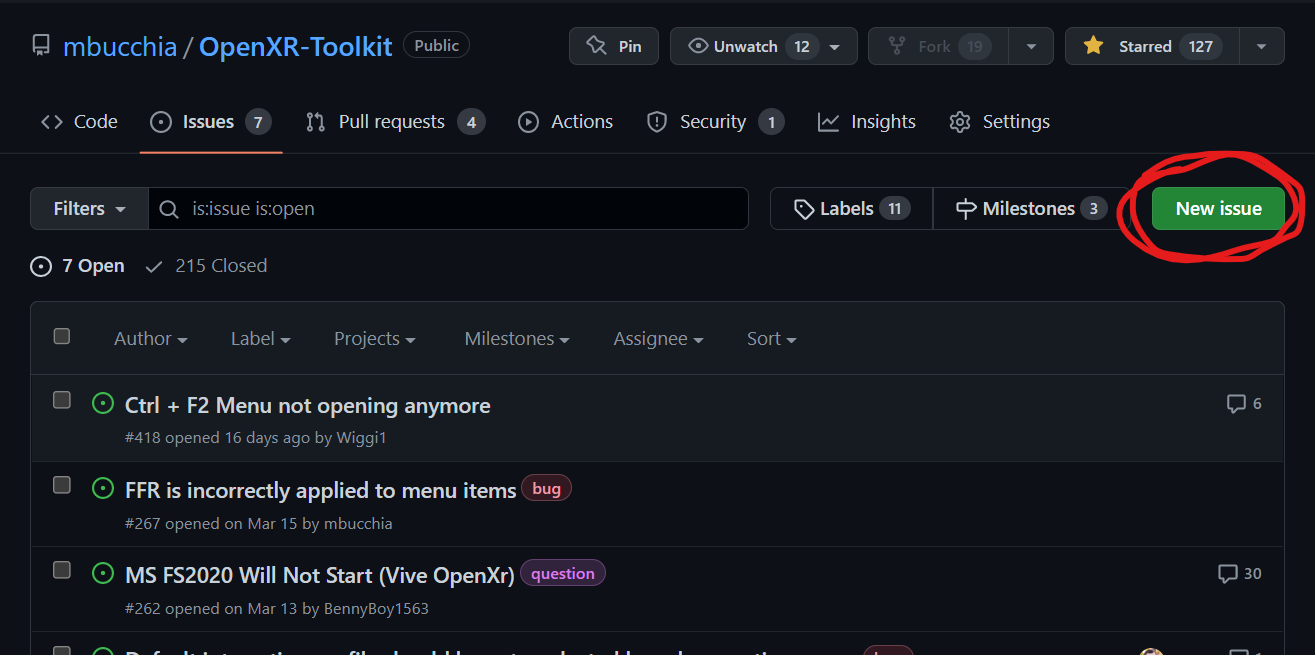 mbucchia / OpenXR-Toolkit Public Pin Unwatch 12 Fork 19 Starred 127
Code Issues 7 Pull requests 4 Actions Security 1 Insights Settings
Filters is:issue is:open Labels 11 Milestones 3 New issue
7 Open 215 Closed
Author Label Projects Milestones Assignee Sort
Ctrl + F2 Menu not opening anymore 6
#418 opened 16 days ago by Wiggi1
FFR is incorrectly applied to menu items bug
#267 opened on Mar 15 by mbucchia
MS FS2020 Will Not Start (Vive OpenXr) question 30
#262 opened on Mar 13 by BennyBoy1563